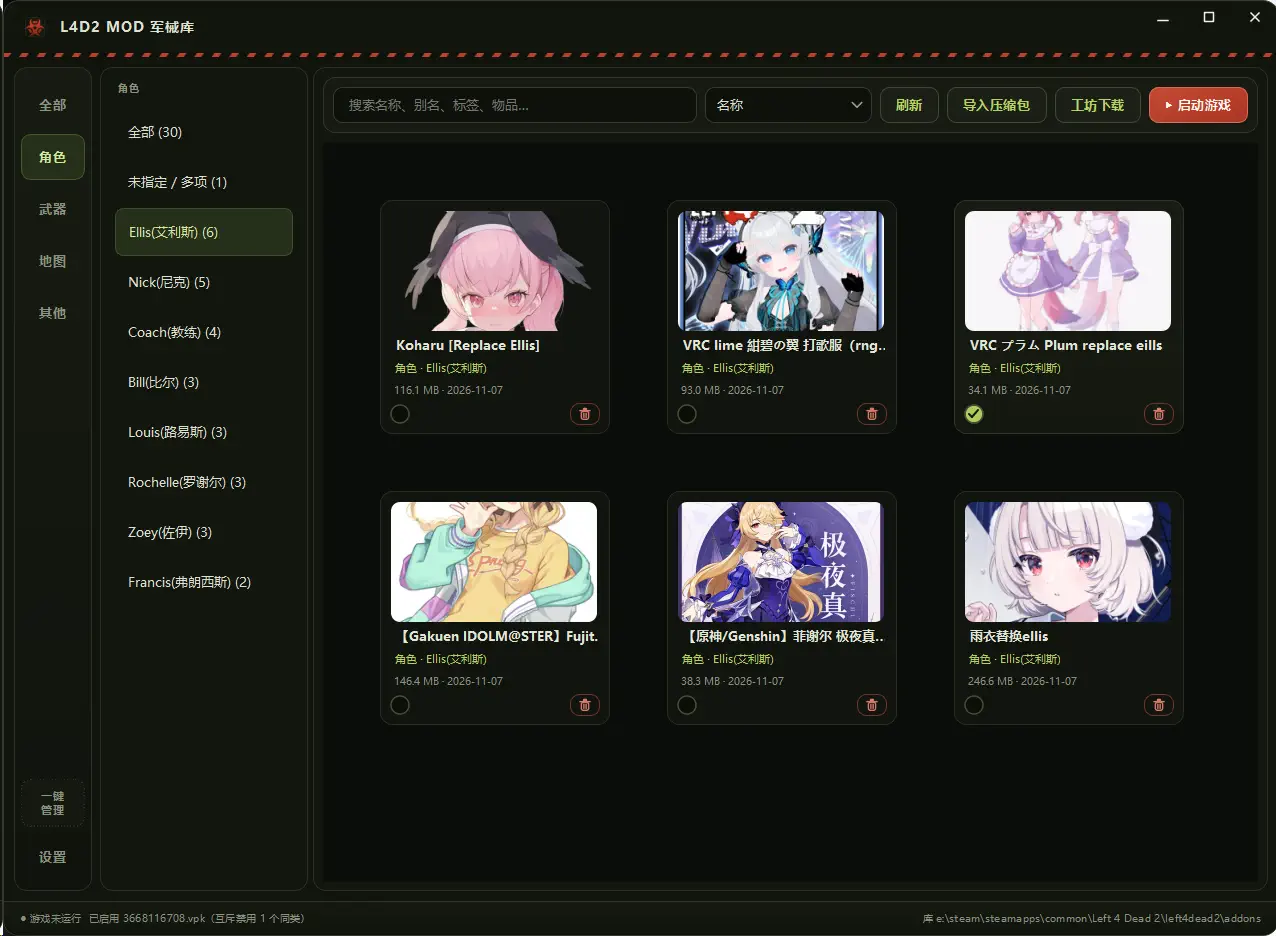 L4D2 MOD 军械库
全部
角色
武器
地图
其他
一键
管理
设置
角色
全部 (30)
未指定 / 多项 (1)
Ellis(艾利斯) (6)
Nick(尼克) (5)
Coach(教练) (4)
Bill(比尔) (3)
Louis(路易斯) (3)
Rochelle(罗谢尔) (3)
Zoey(佐伊) (3)
Francis(弗朗西斯) (2)
搜索名称、别名、标签、物品...
名称
刷新
导入压缩包
工坊下载
启动游戏
Koharu [Replace Ellis]
角色 · Ellis(艾利斯)
116.1 MB · 2026-11-07
VRC lime 紺碧の翼 打歌服（rng..
角色 · Ellis(艾利斯)
93.0 MB · 2026-11-07
VRC プラム Plum replace eills
角色 · Ellis(艾利斯)
34.1 MB · 2026-11-07
【Gakuen IDOLM@STER】Fujit.
角色 · Ellis(艾利斯)
146.4 MB · 2026-11-07
极夜真
【原神/Genshin】菲谢尔 极夜真..
角色 · Ellis(艾利斯)
38.3 MB · 2026-11-07
雨衣替换ellis
角色 · Ellis(艾利斯)
246.6 MB · 2026-11-07
游戏未运行 已启用 3668116708.vpk（互斥禁用 1 个同类）
库 e:\steam\steamapps\common\Left 4 Dead 2\left4dead2\addons